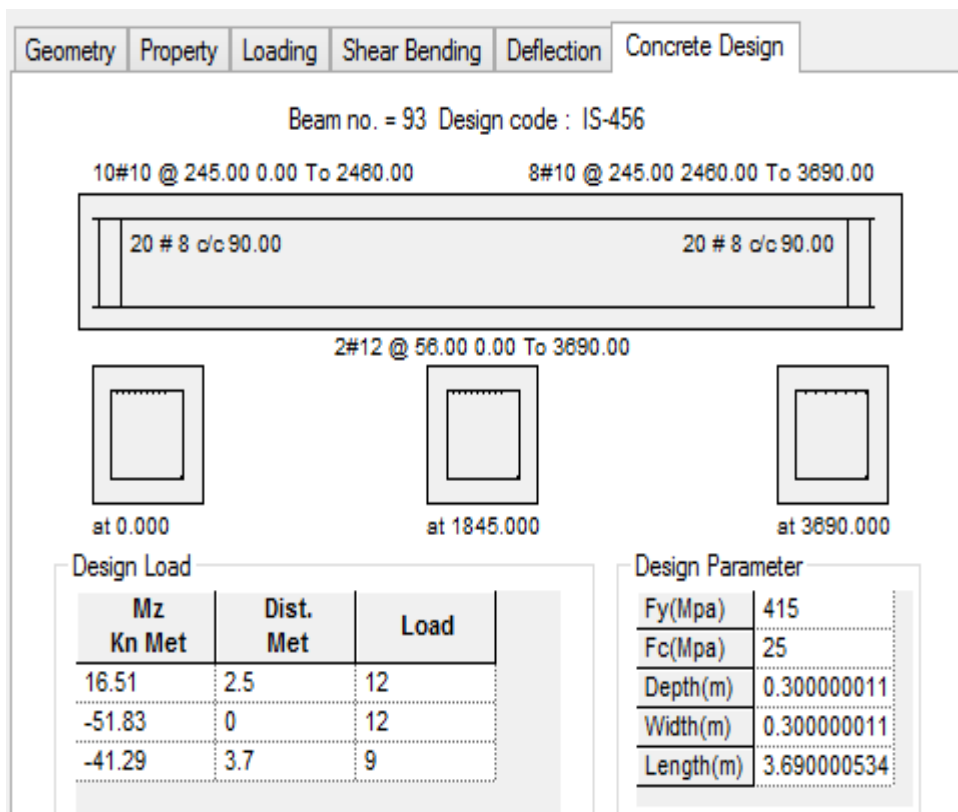 Geometry Property Loading Shear Bending Deflection Concrete Design
Beam no. = 93 Design code : IS-456
10#10 @ 245.00 0.00 To 2460.00 8#10 @ 245.00 2460.00 To 3690.00
20 # 8 c/c 90.00 20 # 8 c/c 90.00
2#12 @ 56.00 0.00 To 3690.00
at 0.000 at 1845.000 at 3690.000
Design Load Design Parameter
Mz Kn Met Dist. Met Load
16.51 2.5 12
-51.83 0 12
-41.29 3.7 9
Fy(Mpa) 415
Fc(Mpa) 25
Depth(m) 0.300000011
Width(m) 0.300000011
Length(m) 3.690000534